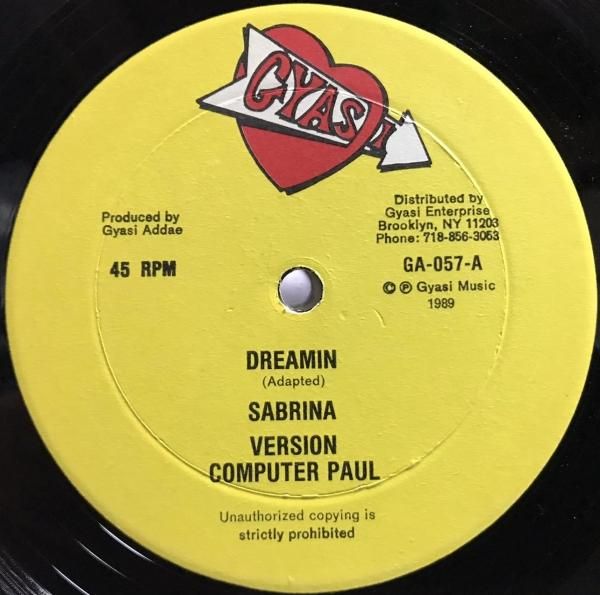 GYASI
Produced by
Gyasi Addae
Distributed by
Gyasi Enterprise
Brooklyn, NY 11203
Phone: 718-856-3053
45 RPM
GA-057-A
© ℗ Gyasi Music
1989
DREAMIN
(Adapted)
SABRINA
VERSION
COMPUTER PAUL
Unauthorized copying is
strictly prohibited